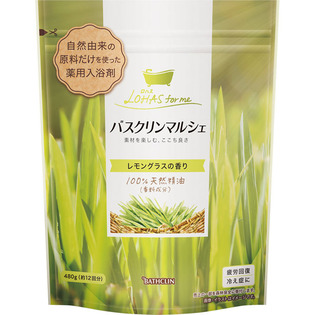 自然由来の
原料だけを使った
薬用入浴剤
LOHAS for me
バスクリンマルシェ
素材を楽しむ、ここち良さ
レモングラスの香り
100%天然精油
(香料成分)
疲労回復
冷え症に
480g(約12回分)
BATHCLIN